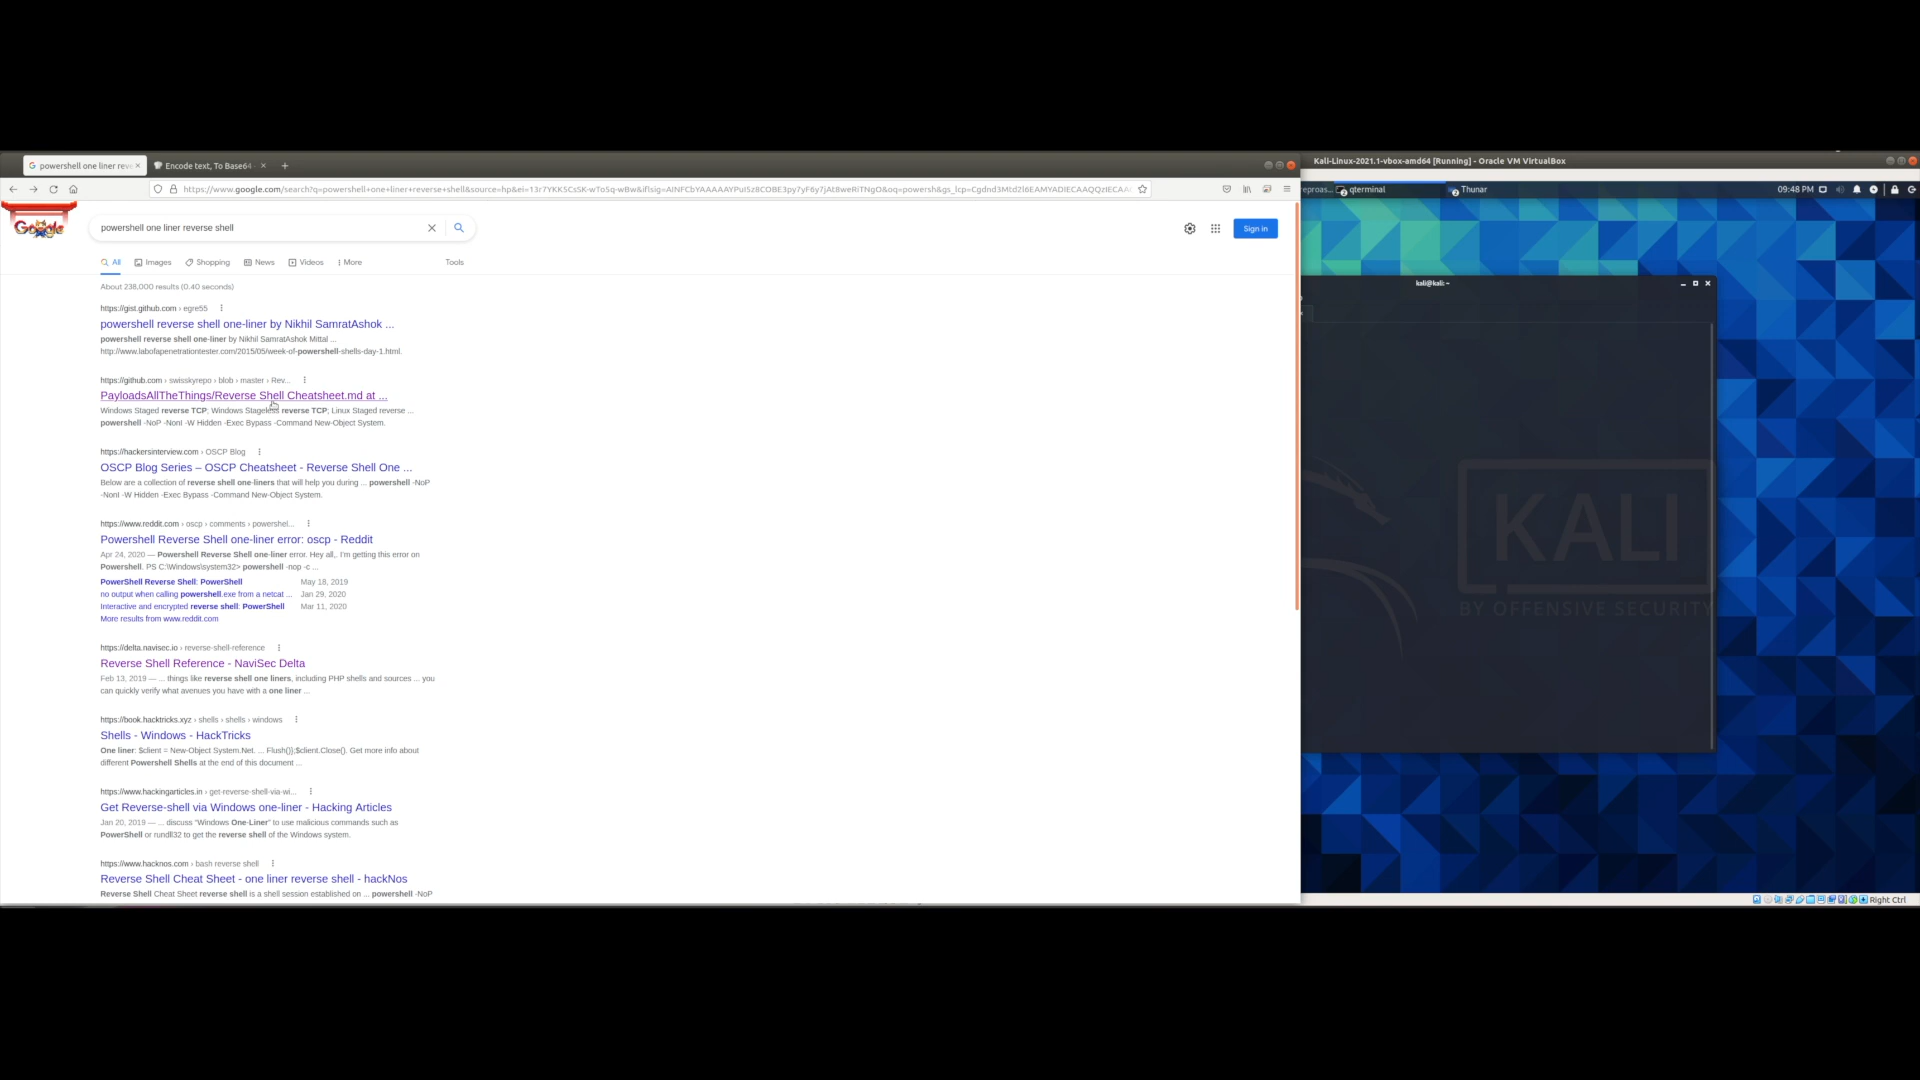 Kali-Linux-2021.1-vbox-amd64 [Running] - Oracle VM VirtualBox
powershell one liner rev
Encode text, To Base64
https://www.google.com/search?q=powershell+one+liner+reverse+shell&source=hp&ei=
qterminal
Thunar
09:48 PM
Google
powershell one liner reverse shell
Sign in
All
Images
Shopping
News
Videos
More
Tools
About 238,000 results (0.40 seconds)
https://gist.github.com › egre55
powershell reverse shell one-liner by Nikhil SamratAshok ...
powershell reverse shell one-liner by Nikhil SamratAshok Mittal ...
http://www.labofapenetrationtester.com/2015/05/week-of-powershell-shells-day-1.html.
https://github.com › swisskyrepo › blob › master › Rev...
PayloadsAllTheThings/Reverse Shell Cheatsheet.md at ...
Windows Staged reverse TCP; Windows Stageless reverse TCP; Linux Staged reverse ...
powershell -NoP -NonI -W Hidden -Exec Bypass -Command New-Object System.
https://hackersinterview.com › OSCP Blog
OSCP Blog Series – OSCP Cheatsheet - Reverse Shell One ...
Below are a collection of reverse shell one-liners that will help you during ... powershell -NoP
-NonI -W Hidden -Exec Bypass -Command New-Object System.
https://www.reddit.com › oscp › comments › powershel...
Powershell Reverse Shell one-liner error: oscp - Reddit
Apr 24, 2020 — Powershell Reverse Shell one-liner error. Hey all,. I'm getting this error on
Powershell. PS C:\Windows\system32> powershell -nop -c ...
PowerShell Reverse Shell: PowerShell May 18, 2019
no output when calling powershell.exe from a netcat ... Jan 29, 2020
Interactive and encrypted reverse shell: PowerShell Mar 11, 2020
More results from www.reddit.com
https://delta.navisec.io › reverse-shell-reference
Reverse Shell Reference - NaviSec Delta
Feb 13, 2019 — ... things like reverse shell one liners, including PHP shells and sources ... you
can quickly verify what avenues you have with a one liner ...
https://book.hacktricks.xyz › shells › shells › windows
Shells - Windows - HackTricks
One liner: $client = New-Object System.Net. ... Flush()};$client.Close(). Get more info about
different Powershell Shells at the end of this document ...
https://www.hackingarticles.in › get-reverse-shell-via-wi...
Get Reverse-shell via Windows one-liner - Hacking Articles
Jan 20, 2019 — ... discuss "Windows One-Liner" to use malicious commands such as
PowerShell or rundll32 to get the reverse shell of the Windows system.
https://www.hacknos.com › bash reverse shell
Reverse Shell Cheat Sheet - one liner reverse shell - hackNos
Reverse Shell Cheat Sheet reverse shell is a shell session established on ... powershell -NoP
kali@kali: ~
KALI
BY OFFENSIVE SECURITY
Right Ctrl